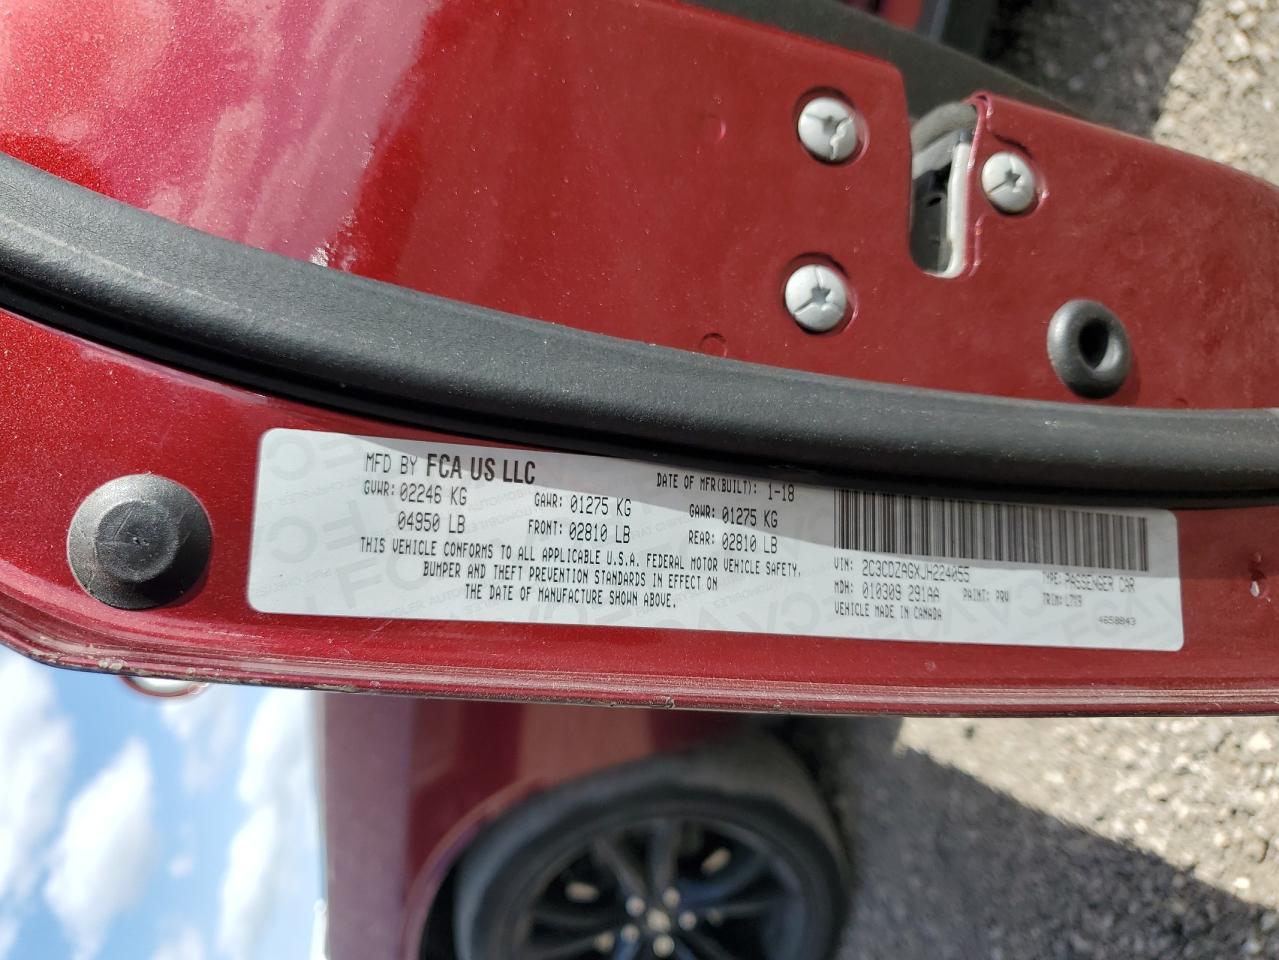 MFD BY FCA US LLC DATE OF MFR(BUILT): 1-18
GVWR: 02246 KG GAWR: 01275 KG GAWR: 01275 KG
04950 LB FRONT: 02810 LB REAR: 02810 LB
THIS VEHICLE CONFORMS TO ALL APPLICABLE U.S.A. FEDERAL MOTOR VEHICLE SAFETY,
BUMPER AND THEFT PREVENTION STANDARDS IN EFFECT ON
THE DATE OF MANUFACTURE SHOWN ABOVE.
VIN: 2C3CDZAGXJH224055 TYPE: PASSENGER CAR
MDH: 010309 291AA PAINT: PRV TRIM: L7X9
VEHICLE MADE IN CANADA 4658843